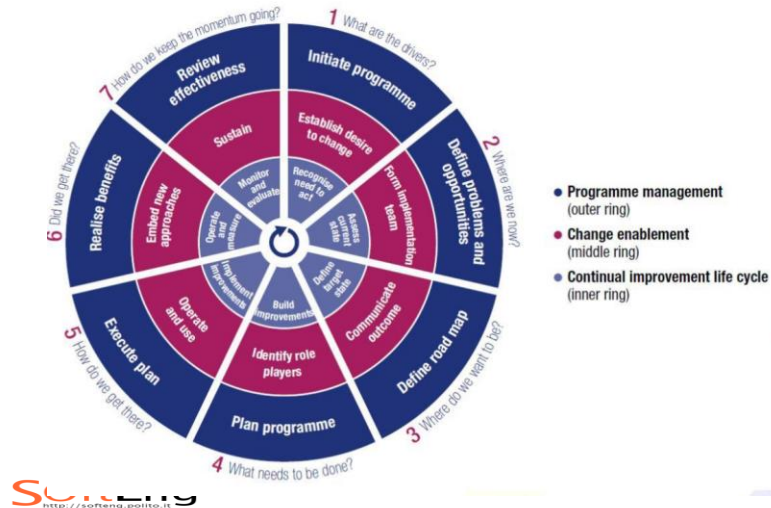 1 What are the drivers?
Initiate programme
Establish desire
to change
Recognise
need to
act
2 Where are we now?
Define problems and
opportunities
Form implementation
team
Assess
current
state
3 Where do we want to be?
Define road map
Communicate
outcome
Define
target
state
4 What needs to be done?
Plan programme
Identify role
players
Build
improvements
5 How do we get there?
Execute plan
Operate
and use
Implement
improvements
6 Did we get there?
Realise benefits
Embed new
approaches
Operate
and
measure
7 How do we keep the momentum going?
Review
effectiveness
Sustain
Monitor
and
evaluate
Programme management
(outer ring)
Change enablement
(middle ring)
Continual improvement life cycle
(inner ring)
SoftEng
http://softeng.polito.it